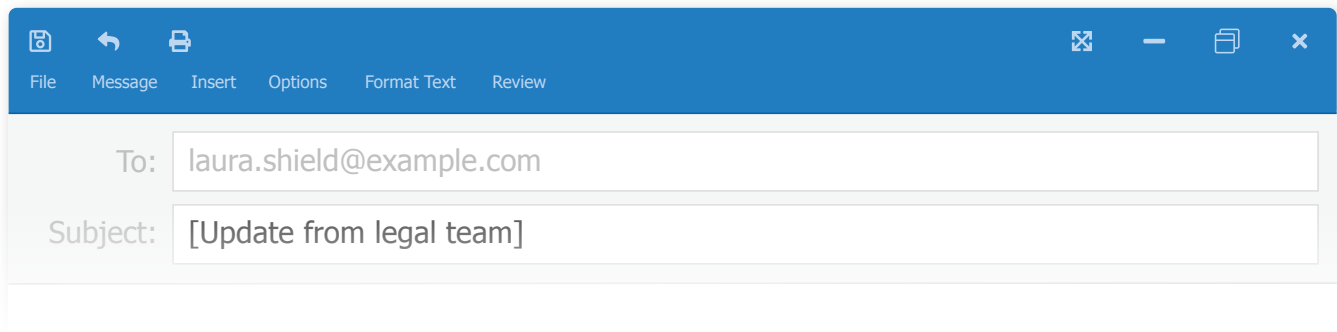 File Message Insert Options Format Text Review
To: laura.shield@example.com
Subject: [Update from legal team]